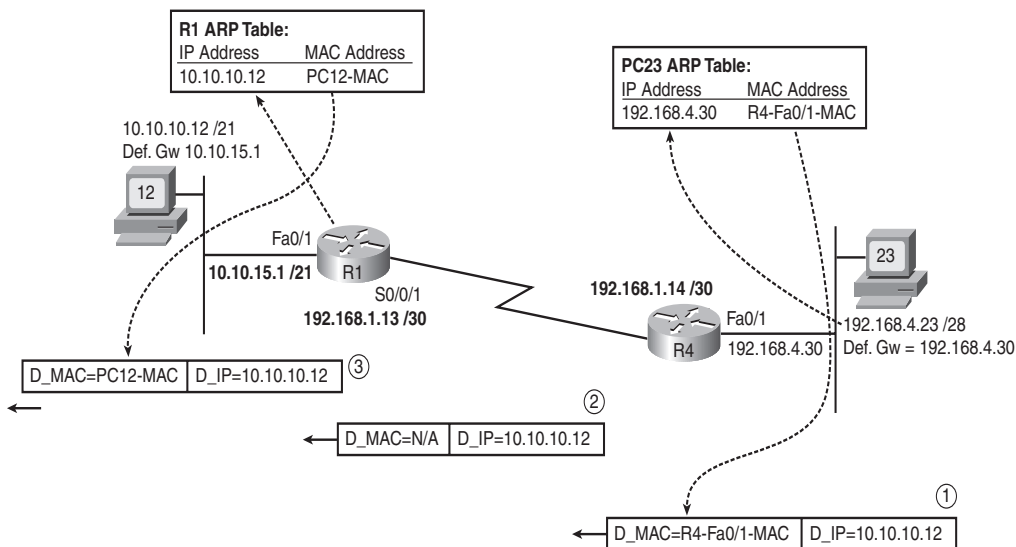 R1 ARP Table:
IP Address MAC Address
10.10.10.12 PC12-MAC
PC23 ARP Table:
IP Address MAC Address
192.168.4.30 R4-Fa0/1-MAC
10.10.10.12 /21
Def. Gw 10.10.15.1
12
Fa0/1
10.10.15.1 /21
R1
S0/0/1
192.168.1.13 /30
192.168.1.14 /30
Fa0/1
R4
192.168.4.30
23
192.168.4.23 /28
Def. Gw = 192.168.4.30
D_MAC=PC12-MAC D_IP=10.10.10.12 3
2
D_MAC=N/A D_IP=10.10.10.12
1
D_MAC=R4-Fa0/1-MAC D_IP=10.10.10.12